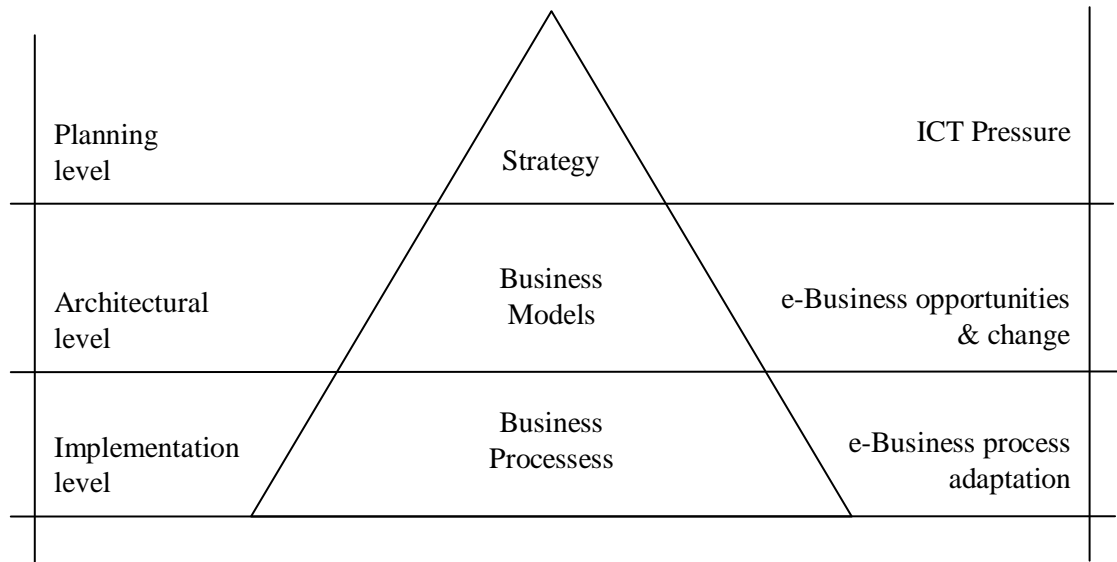 Planning
level
Strategy
ICT Pressure
Architectural
level
Business
Models
e-Business opportunities
& change
Implementation
level
Business
Processess
e-Business process
adaptation